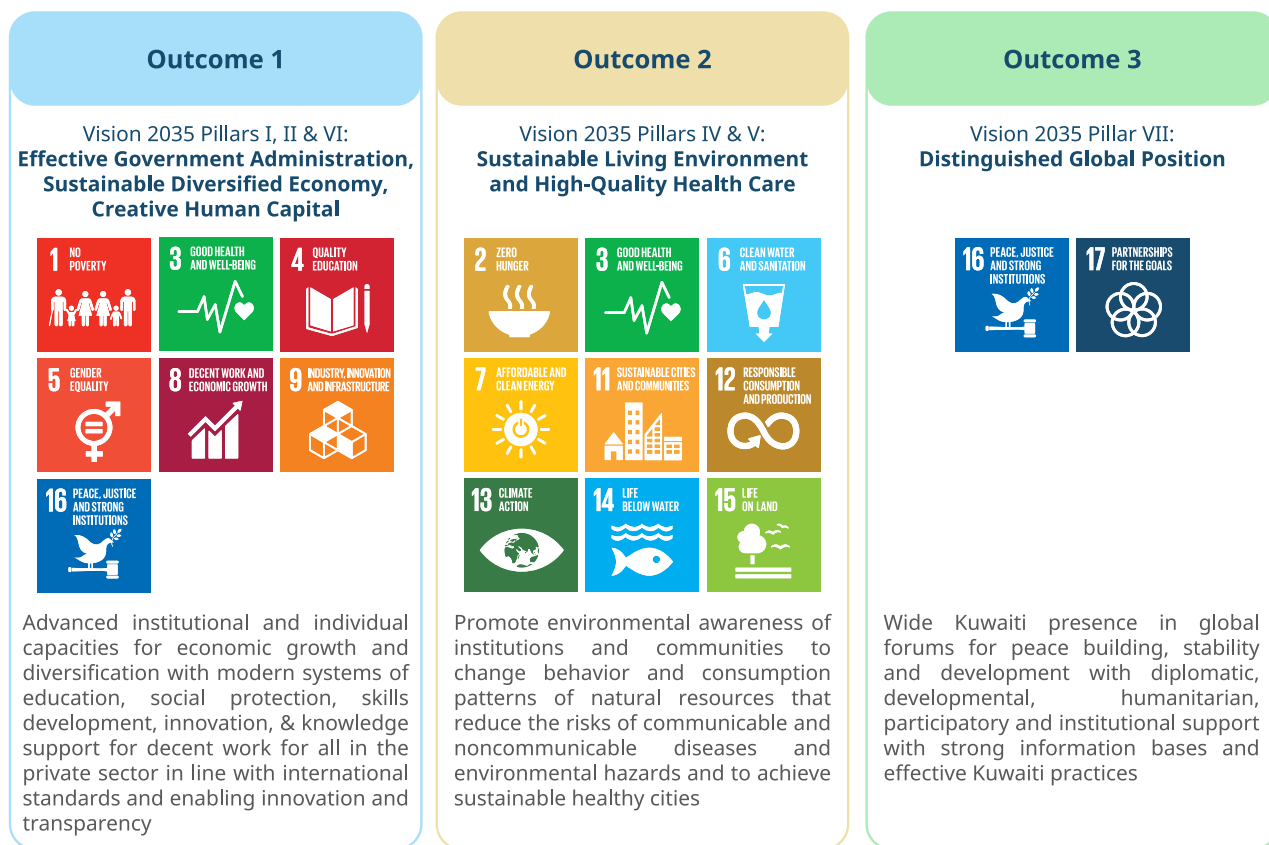 Outcome 1
Vision 2035 Pillars I, II & VI:
Effective Government Administration,
Sustainable Diversified Economy,
Creative Human Capital
1 NO
POVERTY
3 GOOD HEALTH
AND WELL-BEING
4 QUALITY
EDUCATION
5 GENDER
EQUALITY
8 DECENT WORK AND
ECONOMIC GROWTH
9 INDUSTRY, INNOVATION
AND INFRASTRUCTURE
16 PEACE, JUSTICE
AND STRONG
INSTITUTIONS
Advanced institutional and individual
capacities for economic growth and
diversification with modern systems of
education, social protection, skills
development, innovation, & knowledge
support for decent work for all in the
private sector in line with international
standards and enabling innovation and
transparency
Outcome 2
Vision 2035 Pillars IV & V:
Sustainable Living Environment
and High-Quality Health Care
2 ZERO
HUNGER
3 GOOD HEALTH
AND WELL-BEING
6 CLEAN WATER
AND SANITATION
7 AFFORDABLE AND
CLEAN ENERGY
11 SUSTAINABLE CITIES
AND COMMUNITIES
12 RESPONSIBLE
CONSUMPTION
AND PRODUCTION
13 CLIMATE
ACTION
14 LIFE
BELOW WATER
15 LIFE
ON LAND
Promote environmental awareness of
institutions and communities to
change behavior and consumption
patterns of natural resources that
reduce the risks of communicable and
noncommunicable diseases and
environmental hazards and to achieve
sustainable healthy cities
Outcome 3
Vision 2035 Pillar VII:
Distinguished Global Position
16 PEACE, JUSTICE
AND STRONG
INSTITUTIONS
17 PARTNERSHIPS
FOR THE GOALS
Wide Kuwaiti presence in global
forums for peace building, stability
and development with diplomatic,
developmental, humanitarian,
participatory and institutional support
with strong information bases and
effective Kuwaiti practices